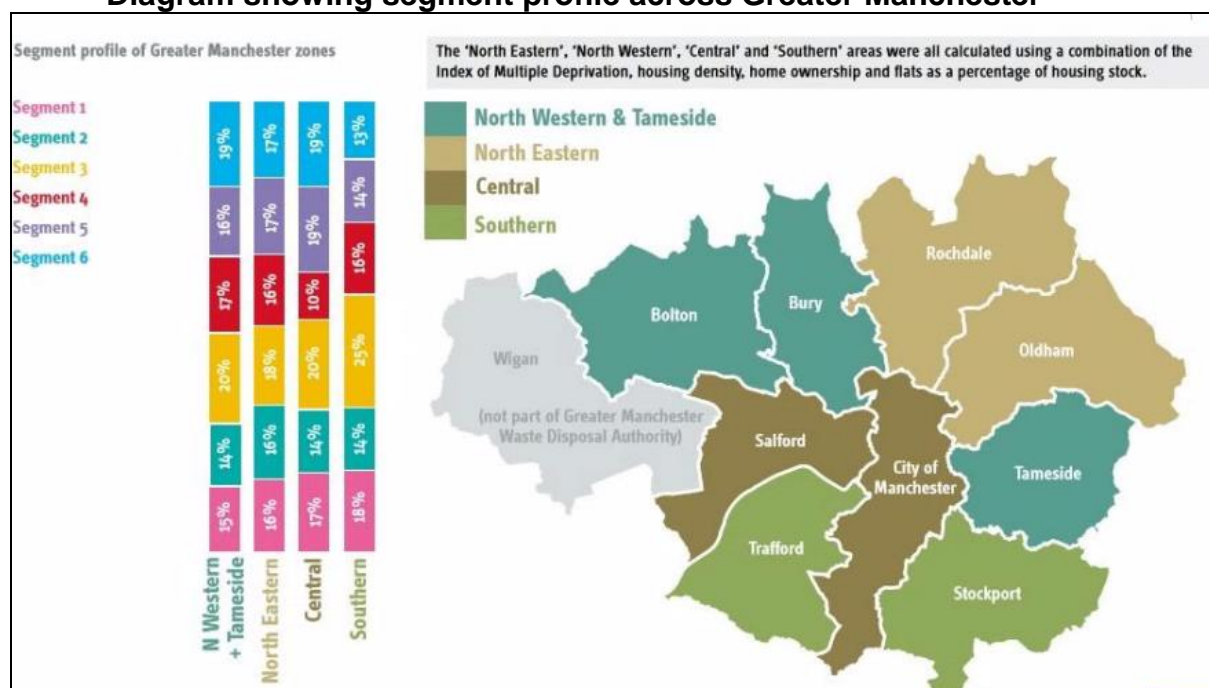 Diagram showing segment profile across Greater Manchester
Segment profile of Greater Manchester zones
The 'North Eastern', 'North Western', 'Central' and 'Southern' areas were all calculated using a combination of the
Index of Multiple Deprivation, housing density, home ownership and flats as a percentage of housing stock.
Segment 1
Segment 2
Segment 3
Segment 4
Segment 5
Segment 6
19%
16%
17%
20%
14%
15%
N Western
+ Tameside
17%
17%
16%
18%
16%
16%
North Eastern
19%
19%
10%
20%
14%
17%
Central
13%
14%
16%
25%
14%
18%
Southern
North Western & Tameside
North Eastern
Central
Southern
Rochdale
Bury
Bolton
Oldham
Wigan
(not part of Greater Manchester
Waste Disposal Authority)
Salford
City of
Manchester
Tameside
Trafford
Stockport